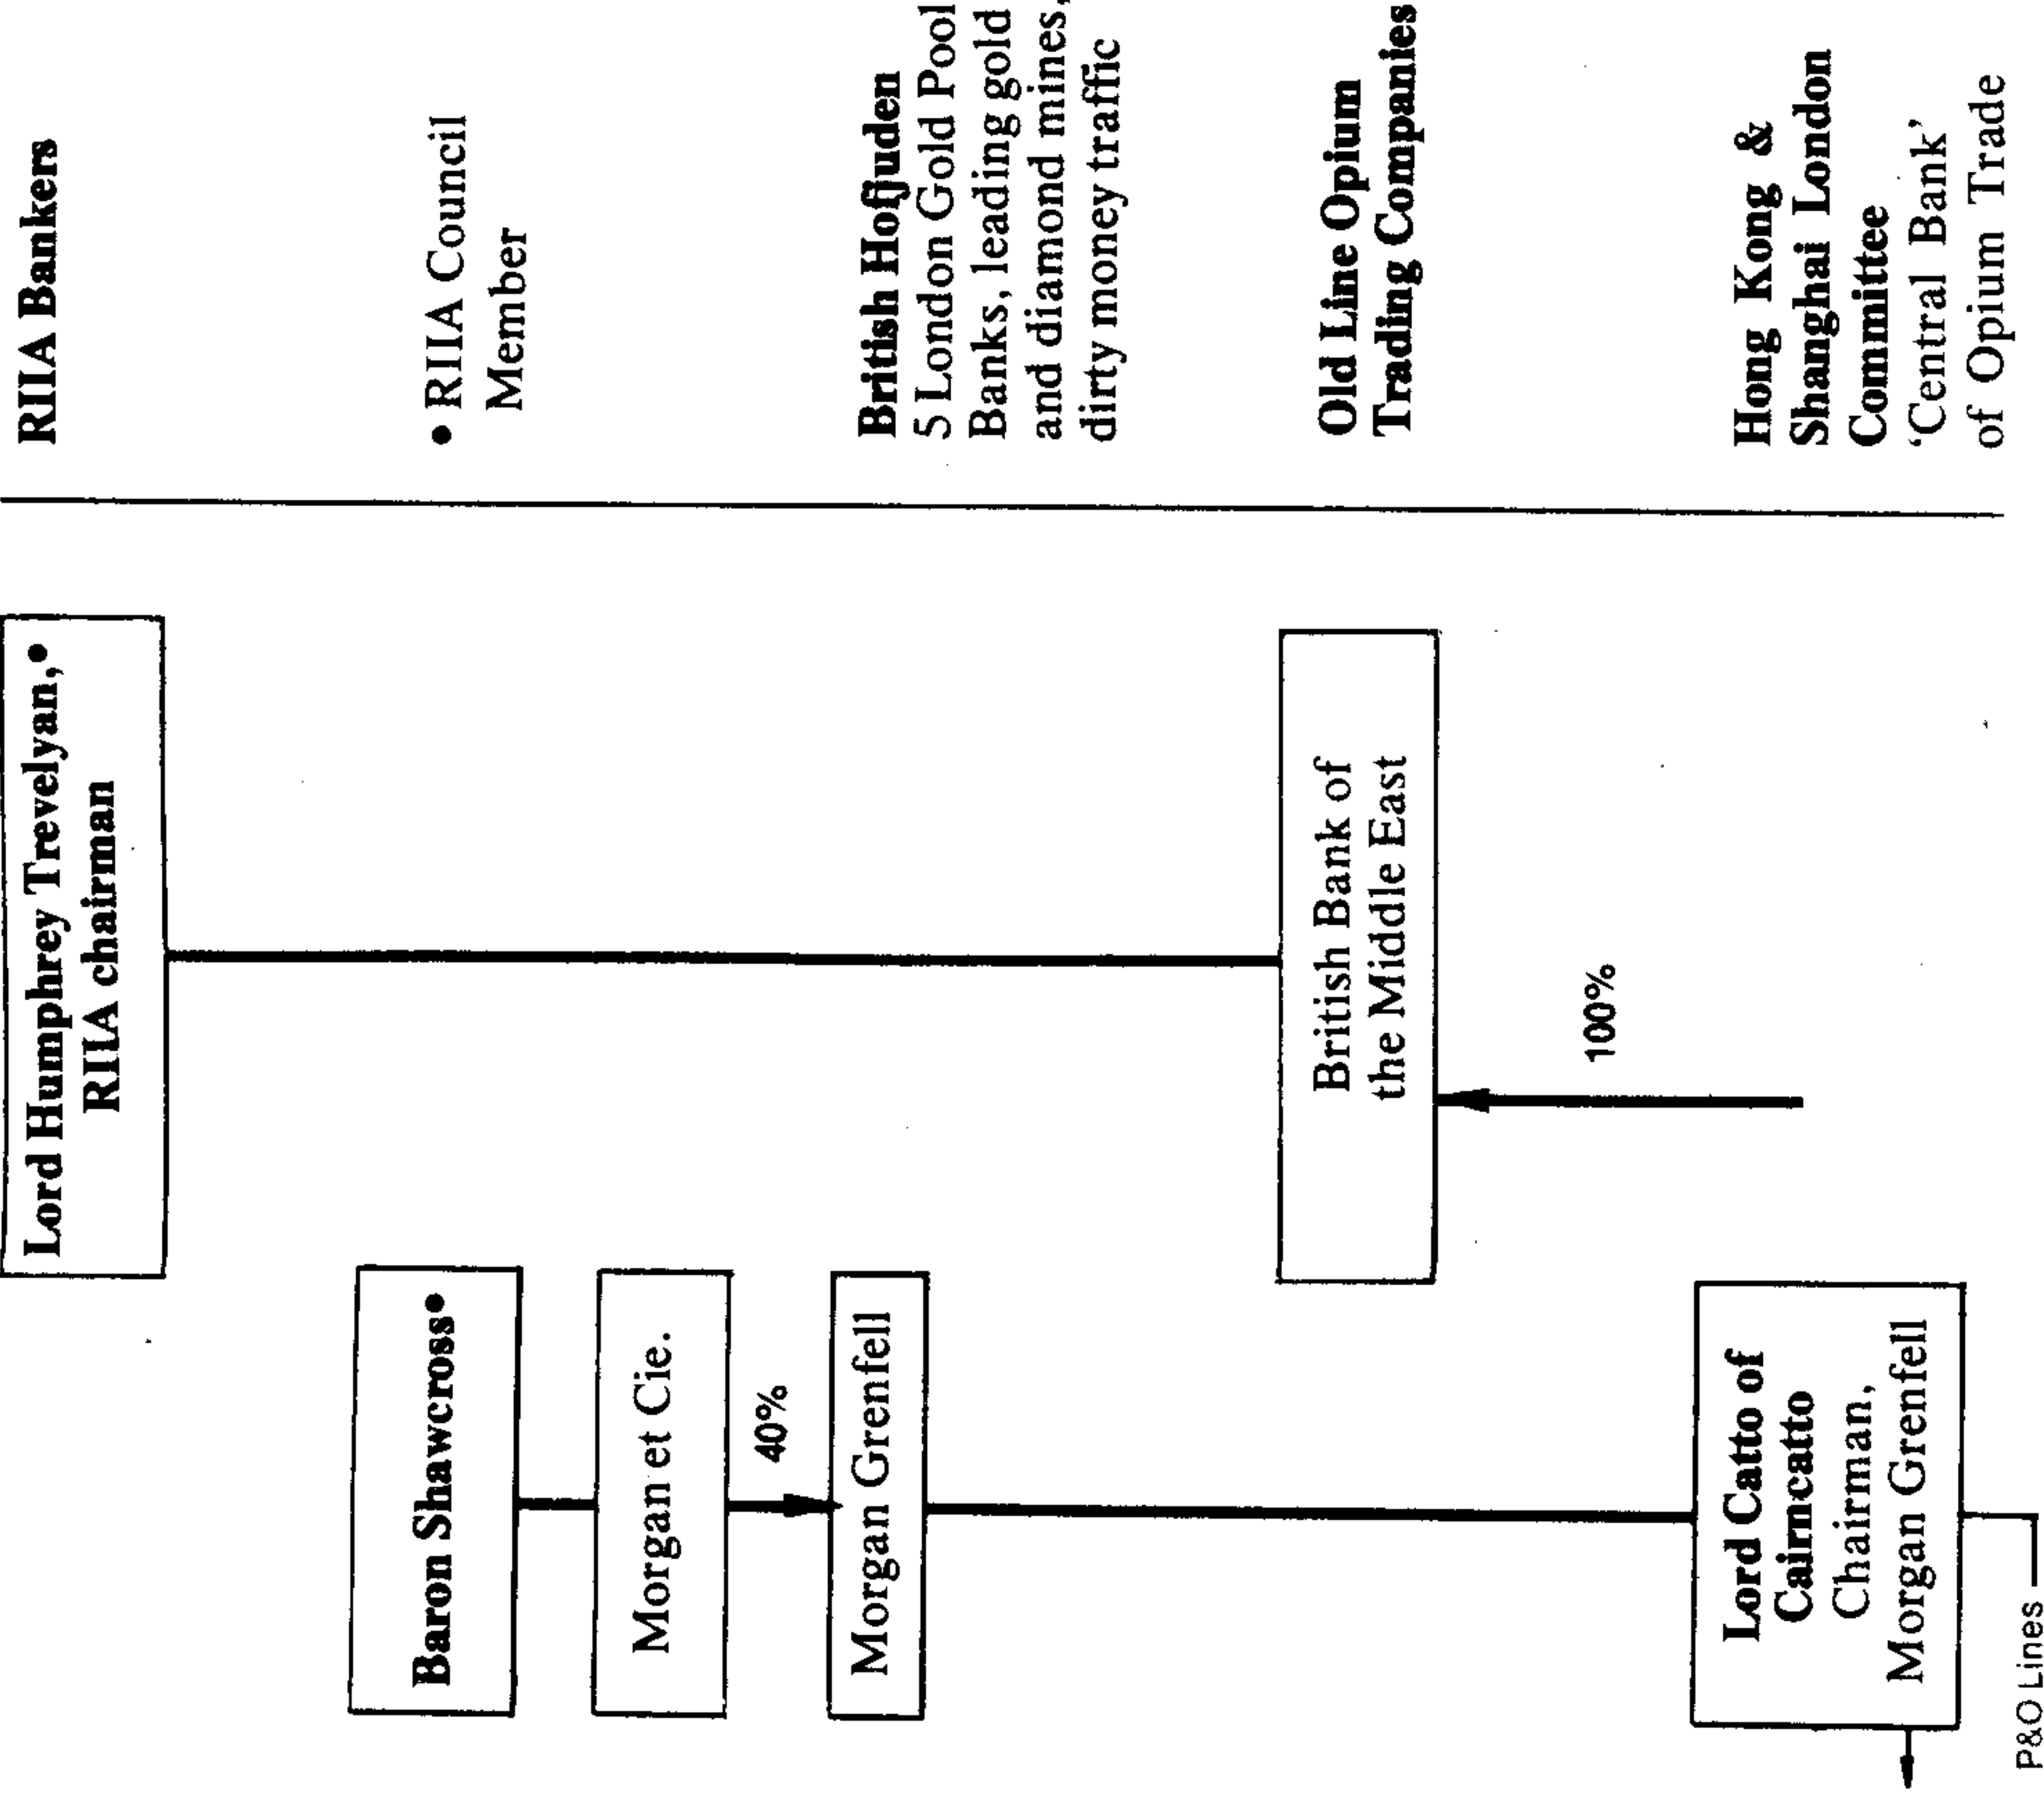 RIIA Bankers
• RIIA Council
Member
British Hofjuden
5 London Gold Pool
Banks, leading gold
and diamond mines,
dirty money traffic
Old Line Opium
Trading Companies
Hong Kong &
Shanghai London
Committee
‘Central Bank’
of Opium Trade
Lord Humphrey Trevelyan,•
RIIA chairman
British Bank of
the Middle East
100%
Baron Shawcross•
Morgan et Cie.
40%
Morgan Grenfell
Lord Catto of
Cairncatto
Chairman,
Morgan Grenfell
P&O Lines